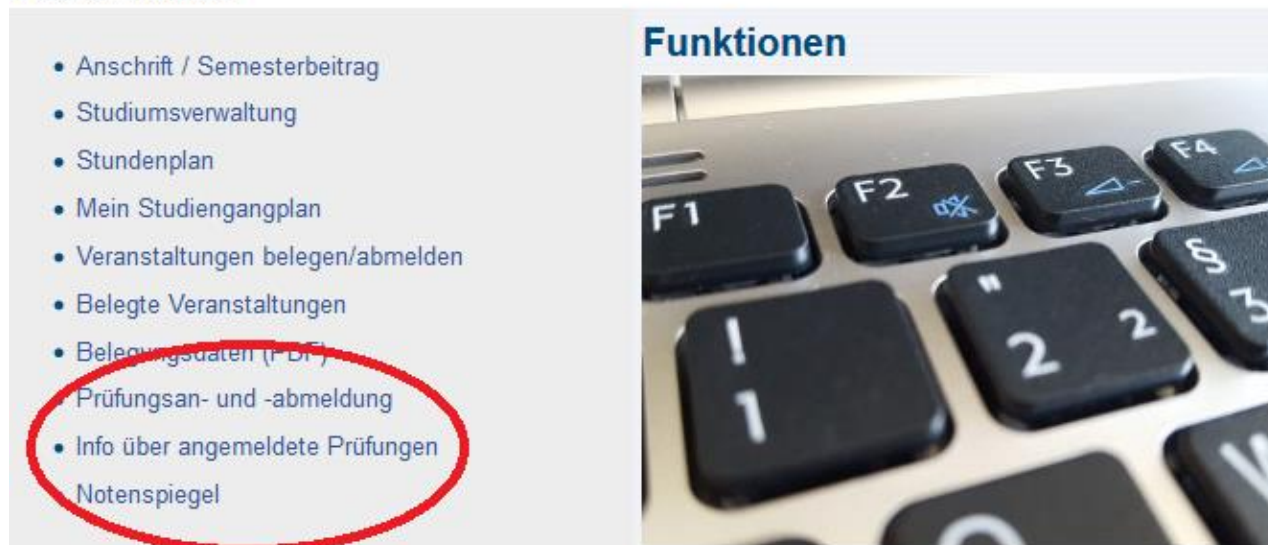 Anschrift / Semesterbeitrag
Studiumsverwaltung
Stundenplan
Mein Studiengangplan
Veranstaltungen belegen/abmelden
Belegte Veranstaltungen
Belegungsdaten (PDF)
Prüfungsan- und -abmeldung
Info über angemeldete Prüfungen
Notenspiegel
Funktionen
F1 F2 F3 F4
! " §
1 2 2 3